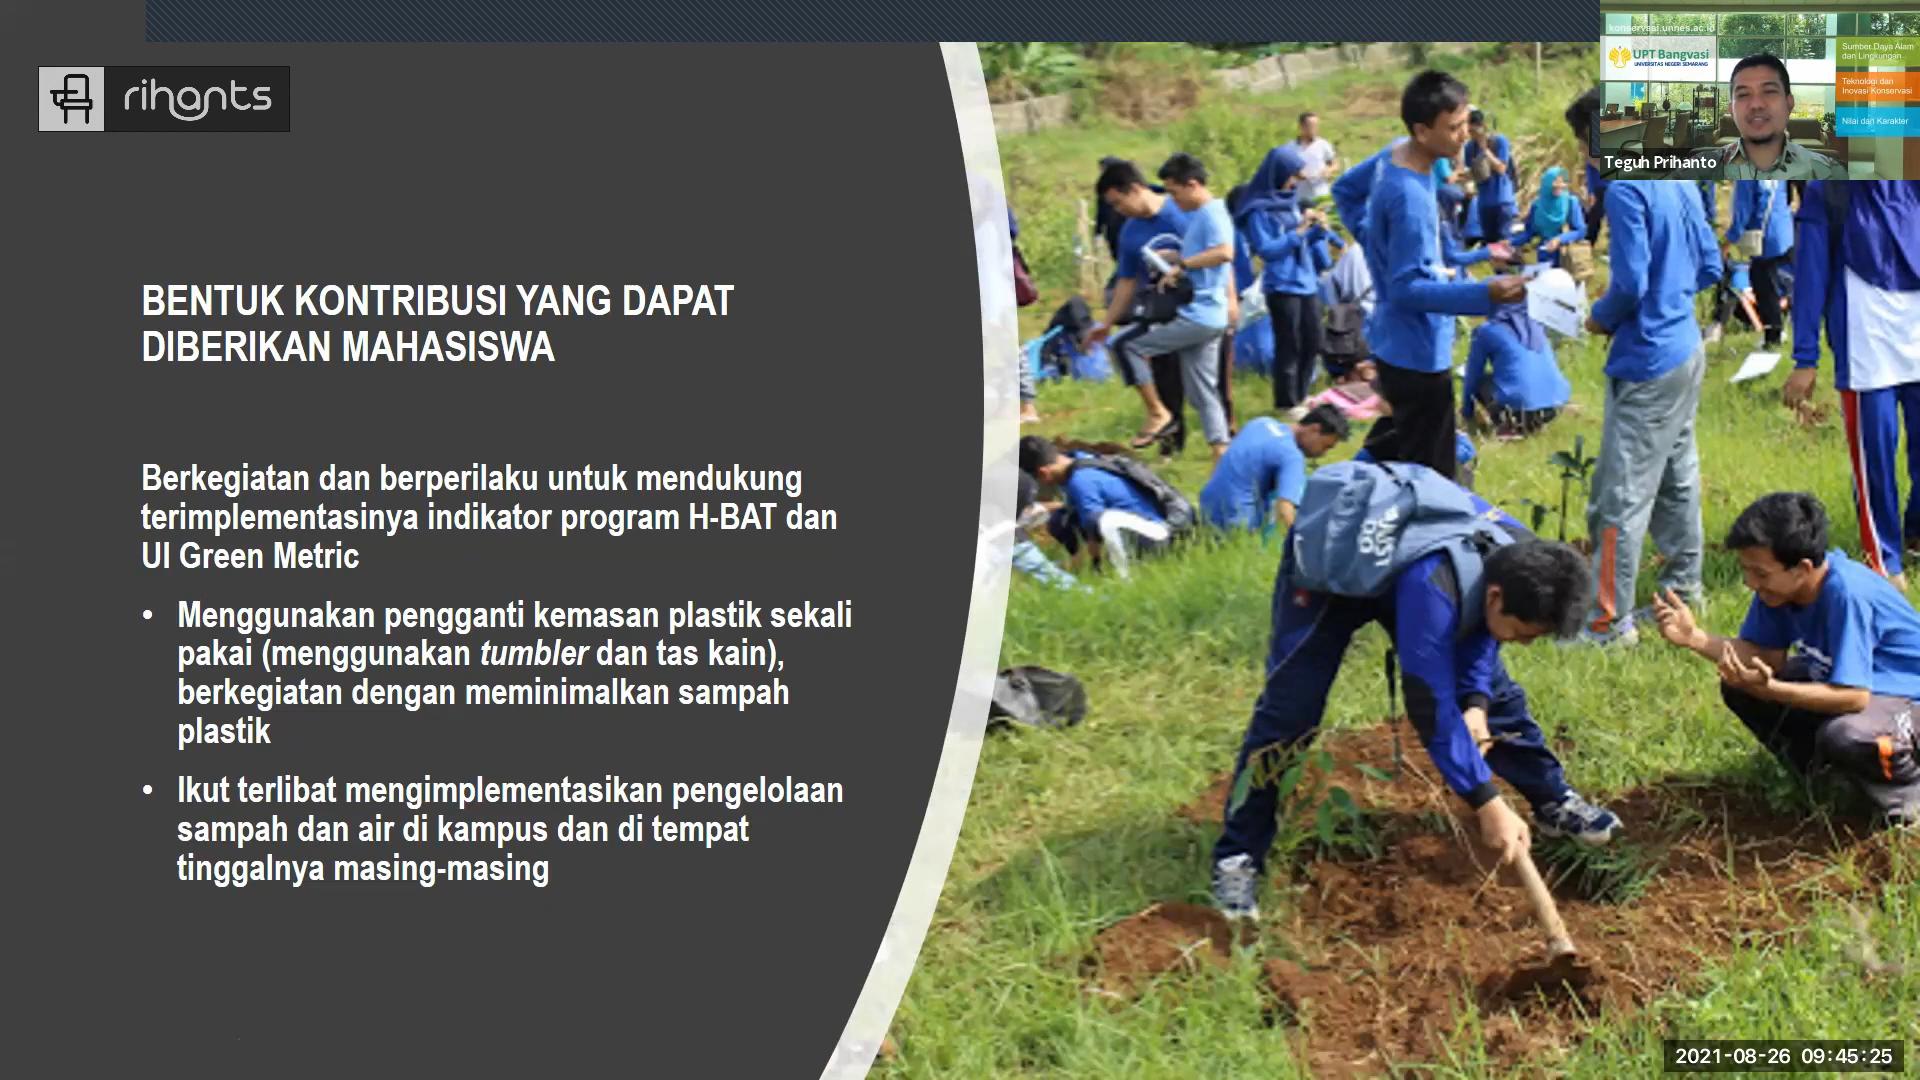 rihants
BENTUK KONTRIBUSI YANG DAPAT
DIBERIKAN MAHASISWA
Berkegiatan dan berperilaku untuk mendukung
terimplementasinya indikator program H-BAT dan
UI Green Metric
• Menggunakan pengganti kemasan plastik sekali
pakai (menggunakan tumbler dan tas kain),
berkegiatan dengan meminimalkan sampah
plastik
• Ikut terlibat mengimplementasikan pengelolaan
sampah dan air di kampus dan di tempat
tinggalnya masing-masing
konservasi.unnes.ac.id
UPT Bangvasi
UNIVERSITAS NEGERI SEMARANG
Sumber Daya Alam
dan Lingkungan
Teknologi dan
Inovasi Konservasi
Nilai dan Karakter
Teguh Prihanto
2021-08-26 09:45:25